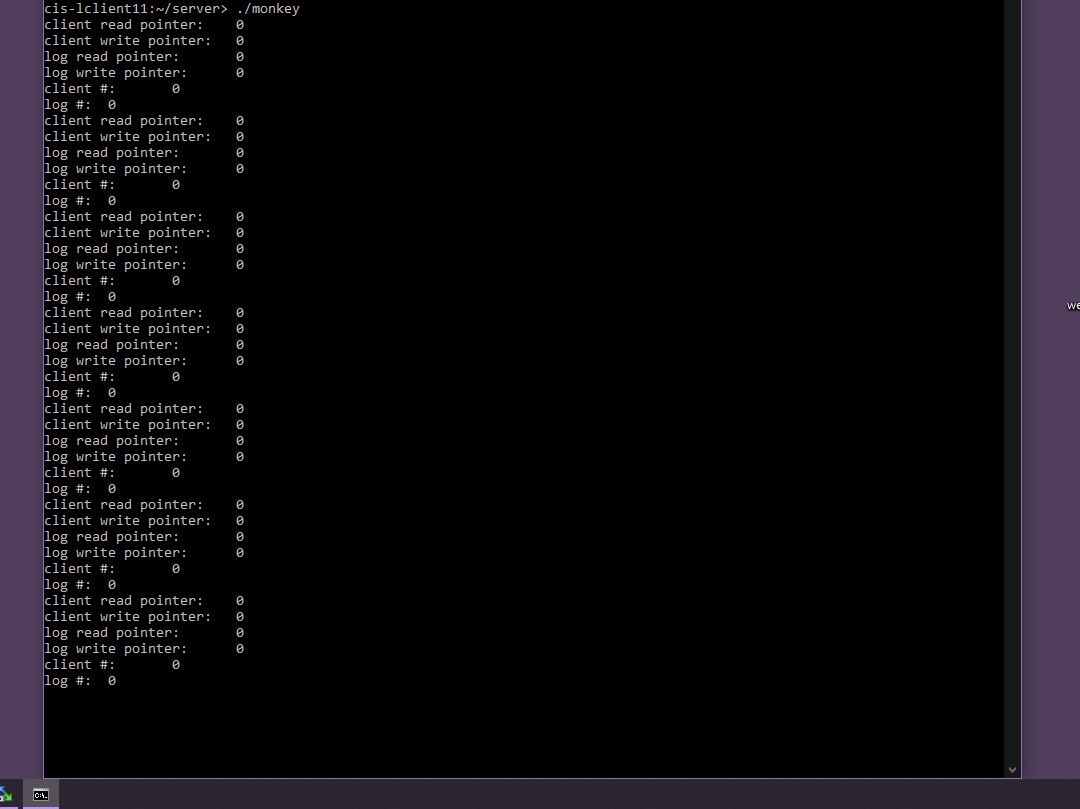 cis-lclient11:~/server> ./monkey
client read pointer:    0
client write pointer:   0
log read pointer:       0
log write pointer:      0
client #:       0
log #:  0
client read pointer:    0
client write pointer:   0
log read pointer:       0
log write pointer:      0
client #:       0
log #:  0
client read pointer:    0
client write pointer:   0
log read pointer:       0
log write pointer:      0
client #:       0
log #:  0
client read pointer:    0
client write pointer:   0
log read pointer:       0
log write pointer:      0
client #:       0
log #:  0
client read pointer:    0
client write pointer:   0
log read pointer:       0
log write pointer:      0
client #:       0
log #:  0
client read pointer:    0
client write pointer:   0
log read pointer:       0
log write pointer:      0
client #:       0
log #:  0
client read pointer:    0
client write pointer:   0
log read pointer:       0
log write pointer:      0
client #:       0
log #:  0
we
C:\.